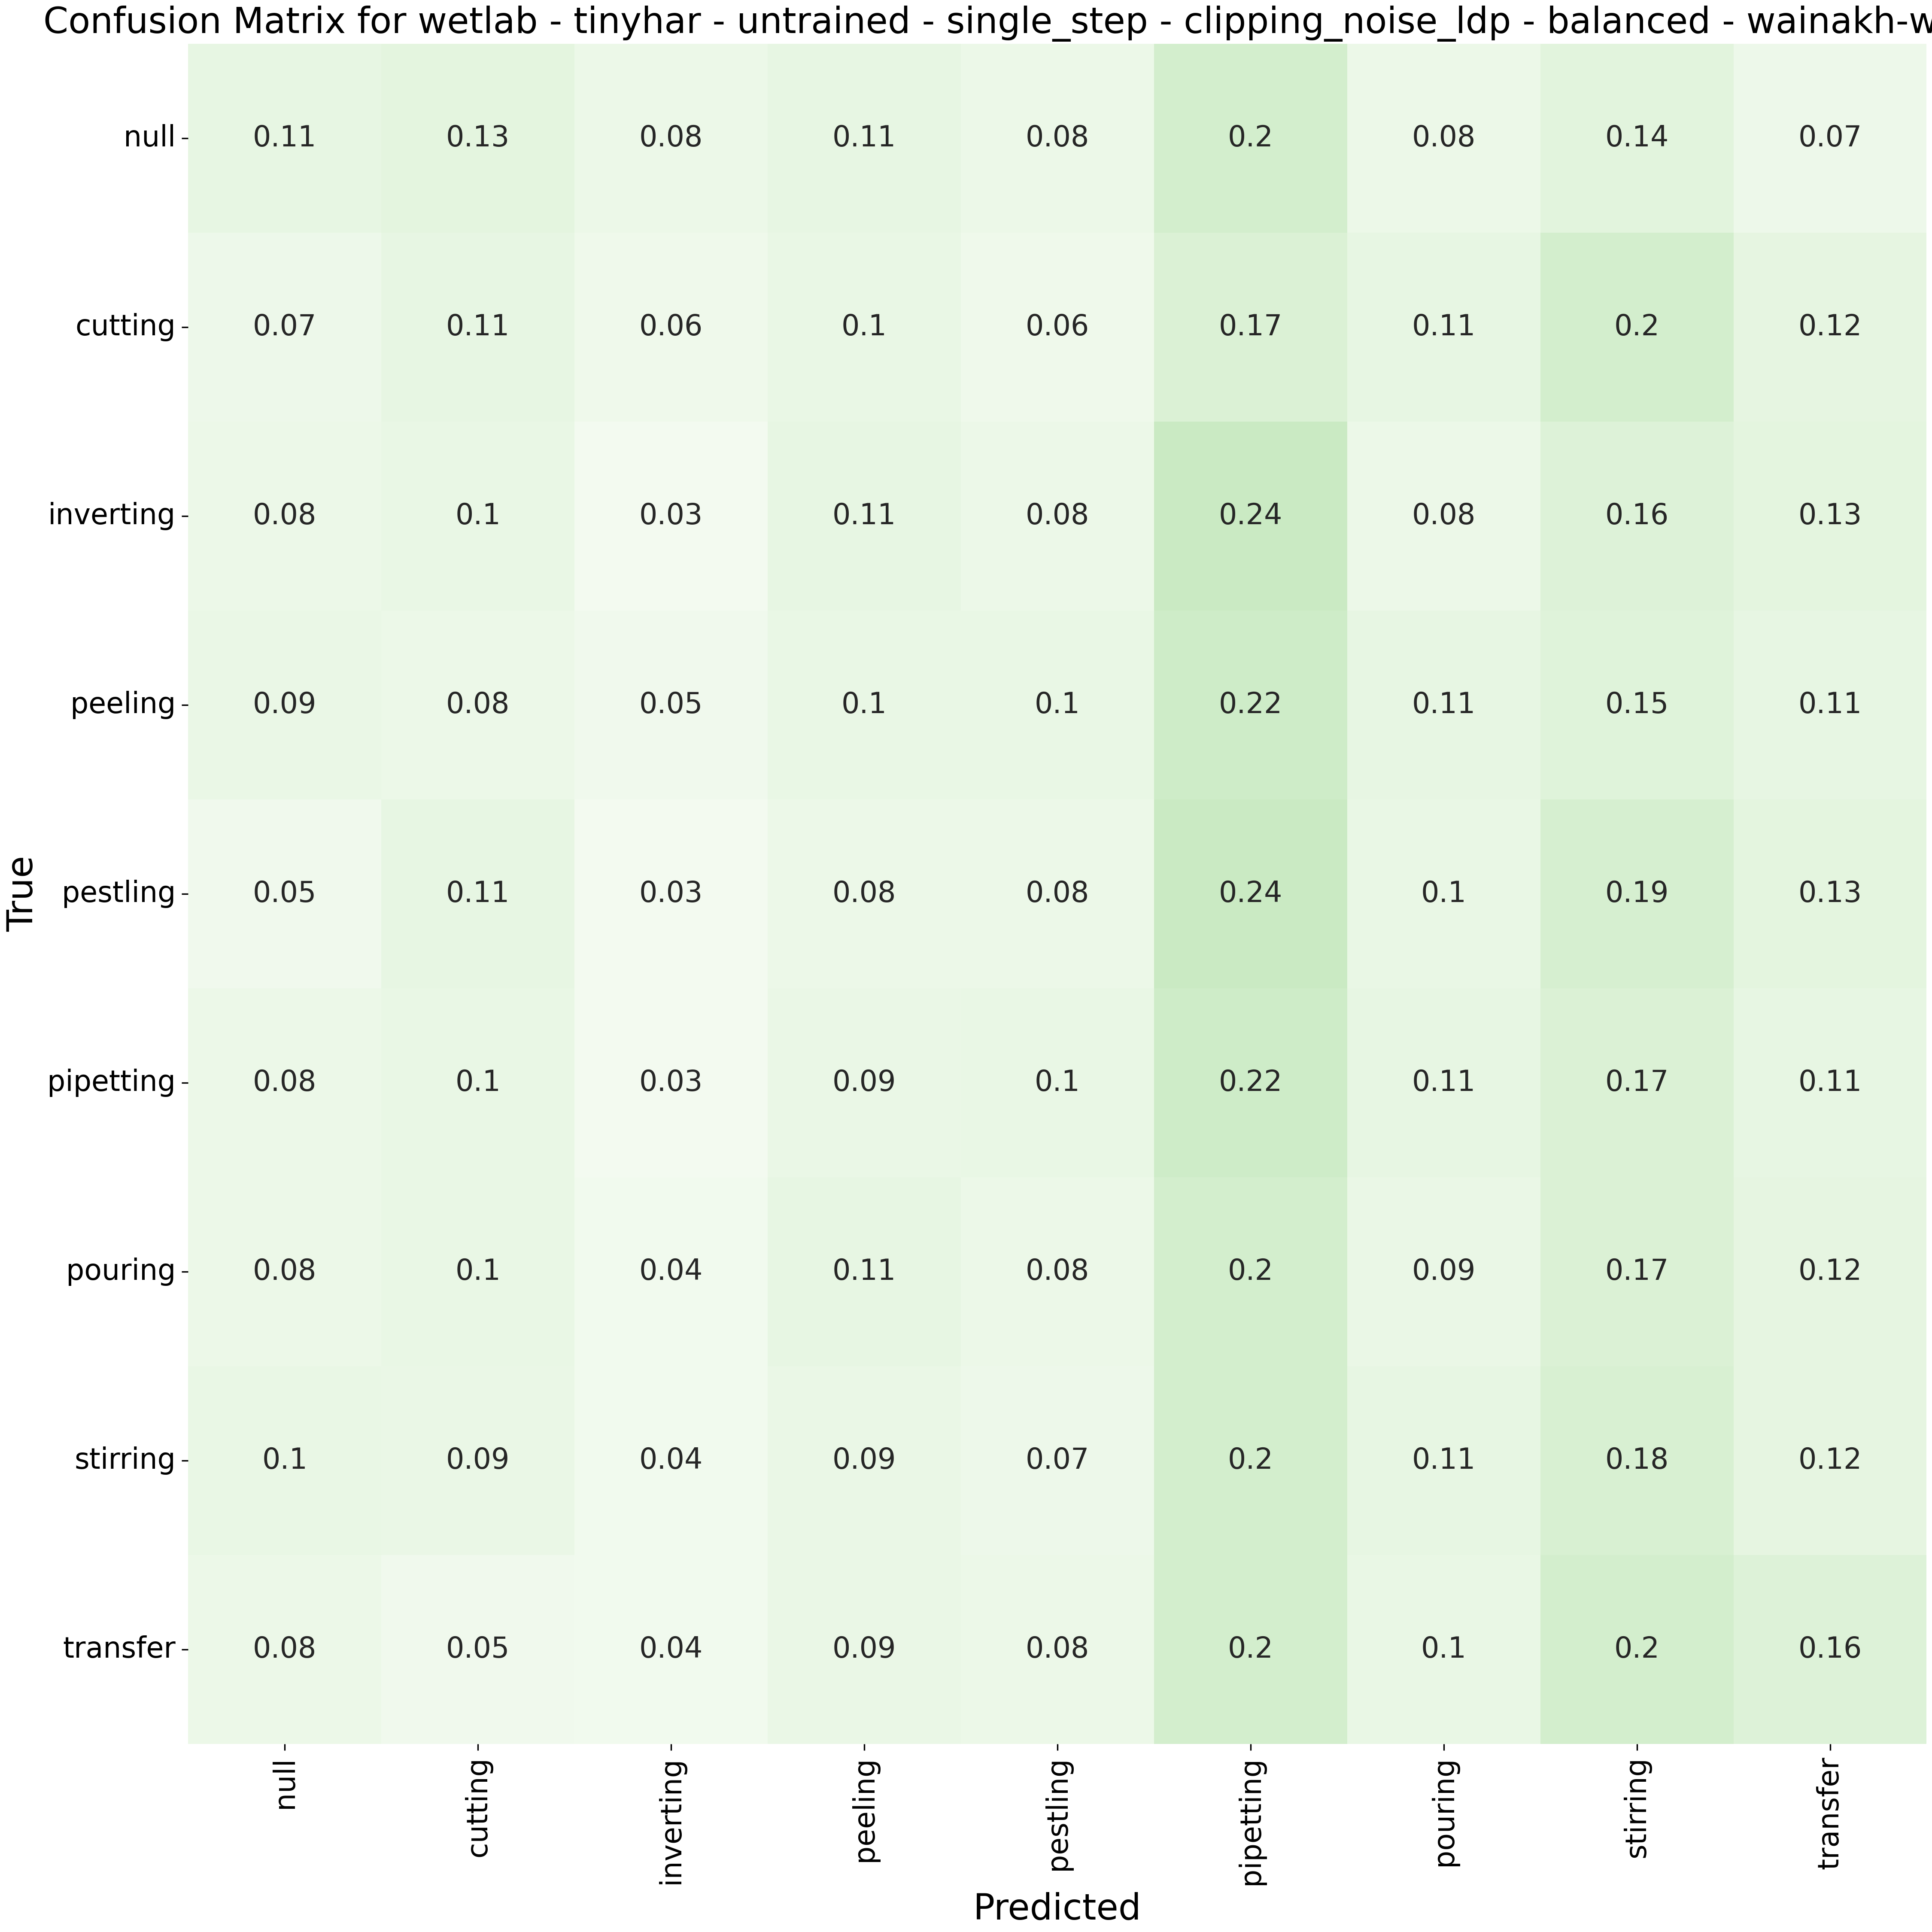 Confusion Matrix for wetlab - tinyhar - untrained - single_step - clipping_noise_ldp - balanced - wainakh-w
null 0.11 0.13 0.08 0.11 0.08 0.2 0.08 0.14 0.07
cutting 0.07 0.11 0.06 0.1 0.06 0.17 0.11 0.2 0.12
inverting 0.08 0.1 0.03 0.11 0.08 0.24 0.08 0.16 0.13
peeling 0.09 0.08 0.05 0.1 0.1 0.22 0.11 0.15 0.11
pestling 0.05 0.11 0.03 0.08 0.08 0.24 0.1 0.19 0.13
pipetting 0.08 0.1 0.03 0.09 0.1 0.22 0.11 0.17 0.11
pouring 0.08 0.1 0.04 0.11 0.08 0.2 0.09 0.17 0.12
stirring 0.1 0.09 0.04 0.09 0.07 0.2 0.11 0.18 0.12
transfer 0.08 0.05 0.04 0.09 0.08 0.2 0.1 0.2 0.16
True
null cutting inverting peeling pestling pipetting pouring stirring transfer
Predicted